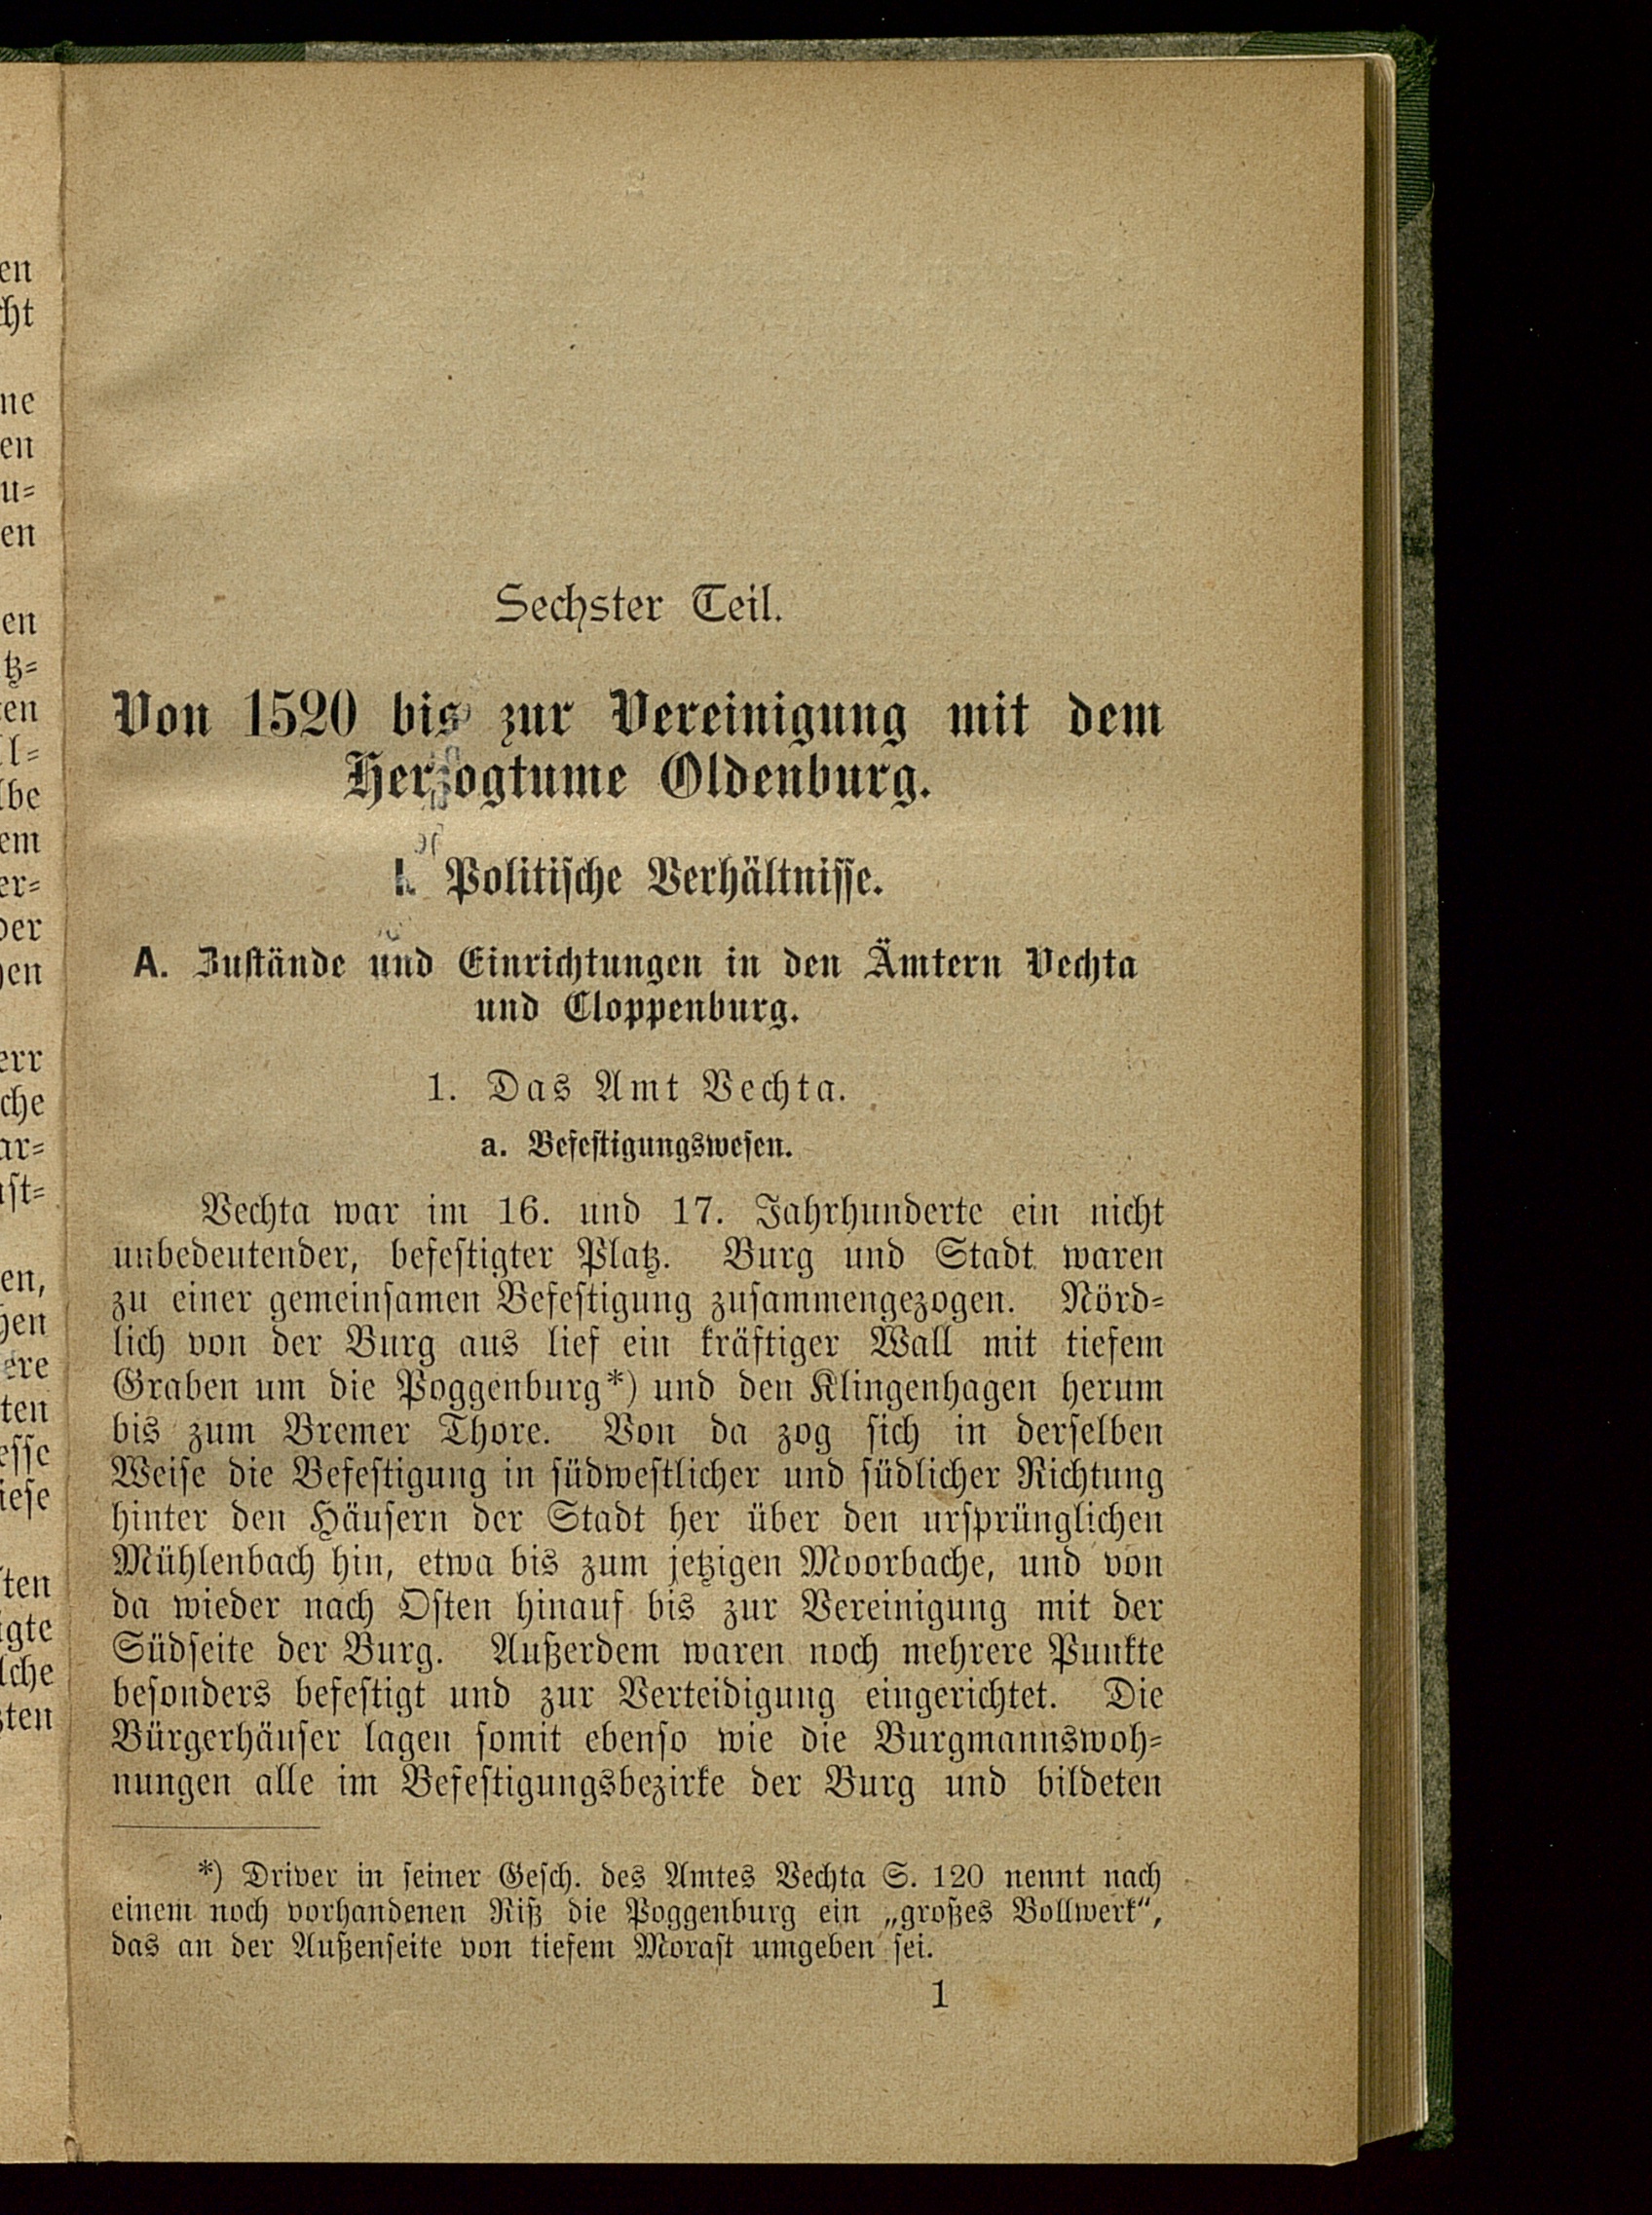 Sechster Teil.
Von 1520 bis zur Vereinigung mit dem
Herzogtume Oldenburg.
I. Politische Verhältnisse.
A. Zustände und Einrichtungen in den Ämtern Vechta
und Cloppenburg.
1. Das Amt Vechta.
a. Befestigungswesen.
Vechta war im 16. und 17. Jahrhunderte ein nicht
unbedeutender, befestigter Platz. Burg und Stadt waren
zu einer gemeinsamen Befestigung zusammengezogen. Nörd-
lich von der Burg aus lief ein kräftiger Wall mit tiefem
Graben um die Poggenburg*) und den Klingenhagen herum
bis zum Bremer Thore. Von da zog sich in derselben
Weise die Befestigung in südwestlicher und südlicher Richtung
hinter den Häusern der Stadt her über den ursprünglichen
Mühlenbach hin, etwa bis zum jetzigen Moorbache, und von
da wieder nach Osten hinauf bis zur Vereinigung mit der
Südseite der Burg. Außerdem waren noch mehrere Punkte
besonders befestigt und zur Verteidigung eingerichtet. Die
Bürgerhäuser lagen somit ebenso wie die Burgmannswoh-
nungen alle im Befestigungsbezirke der Burg und bildeten
*) Driver in seiner Gesch. des Amtes Vechta S. 120 nennt nach
einem noch vorhandenen Riß die Poggenburg ein „großes Bollwerk“,
das an der Außenseite von tiefem Morast umgeben sei.
1